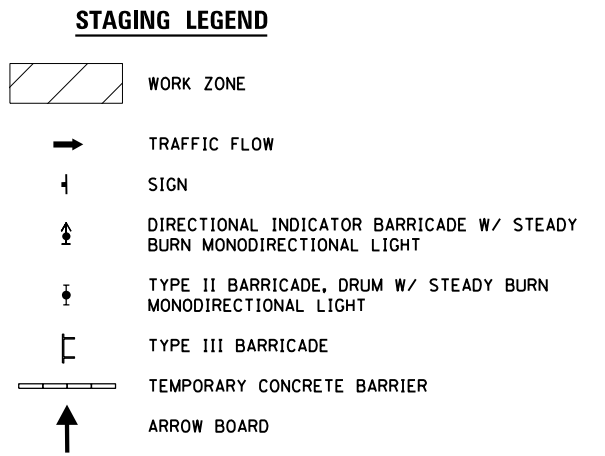 STAGING LEGEND
WORK ZONE
TRAFFIC FLOW
SIGN
DIRECTIONAL INDICATOR BARRICADE W/ STEADY
BURN MONODIRECTIONAL LIGHT
TYPE II BARRICADE, DRUM W/ STEADY BURN
MONODIRECTIONAL LIGHT
TYPE III BARRICADE
TEMPORARY CONCRETE BARRIER
ARROW BOARD